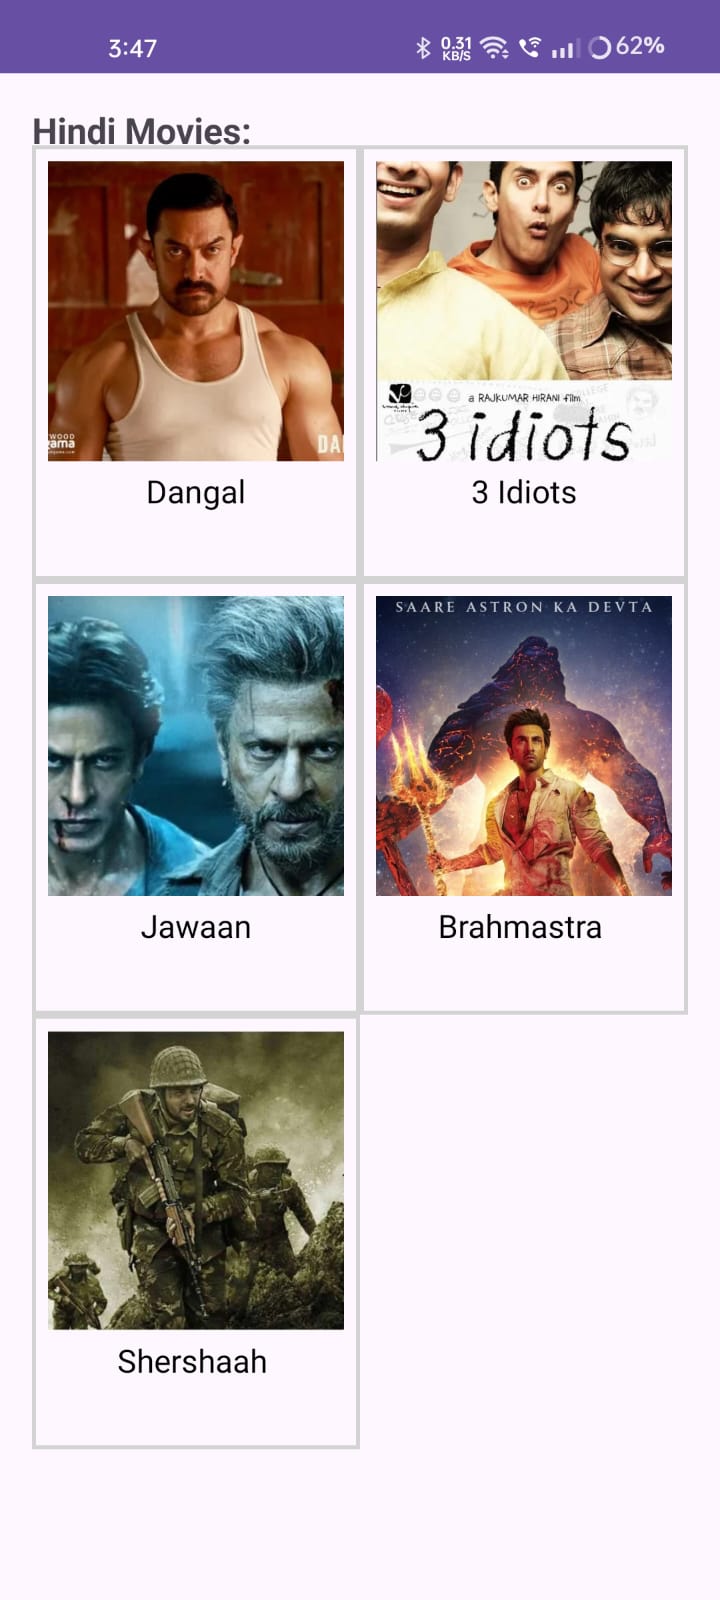 3:47
0.31
KB/S
62%
Hindi Movies:
WOOD
gama
DA
Dangal
a RAJKUMAR HIRANI film
3 idiots
3 Idiots
Jawaan
SAARE ASTRON KA DEVTA
Brahmastra
Shershaah